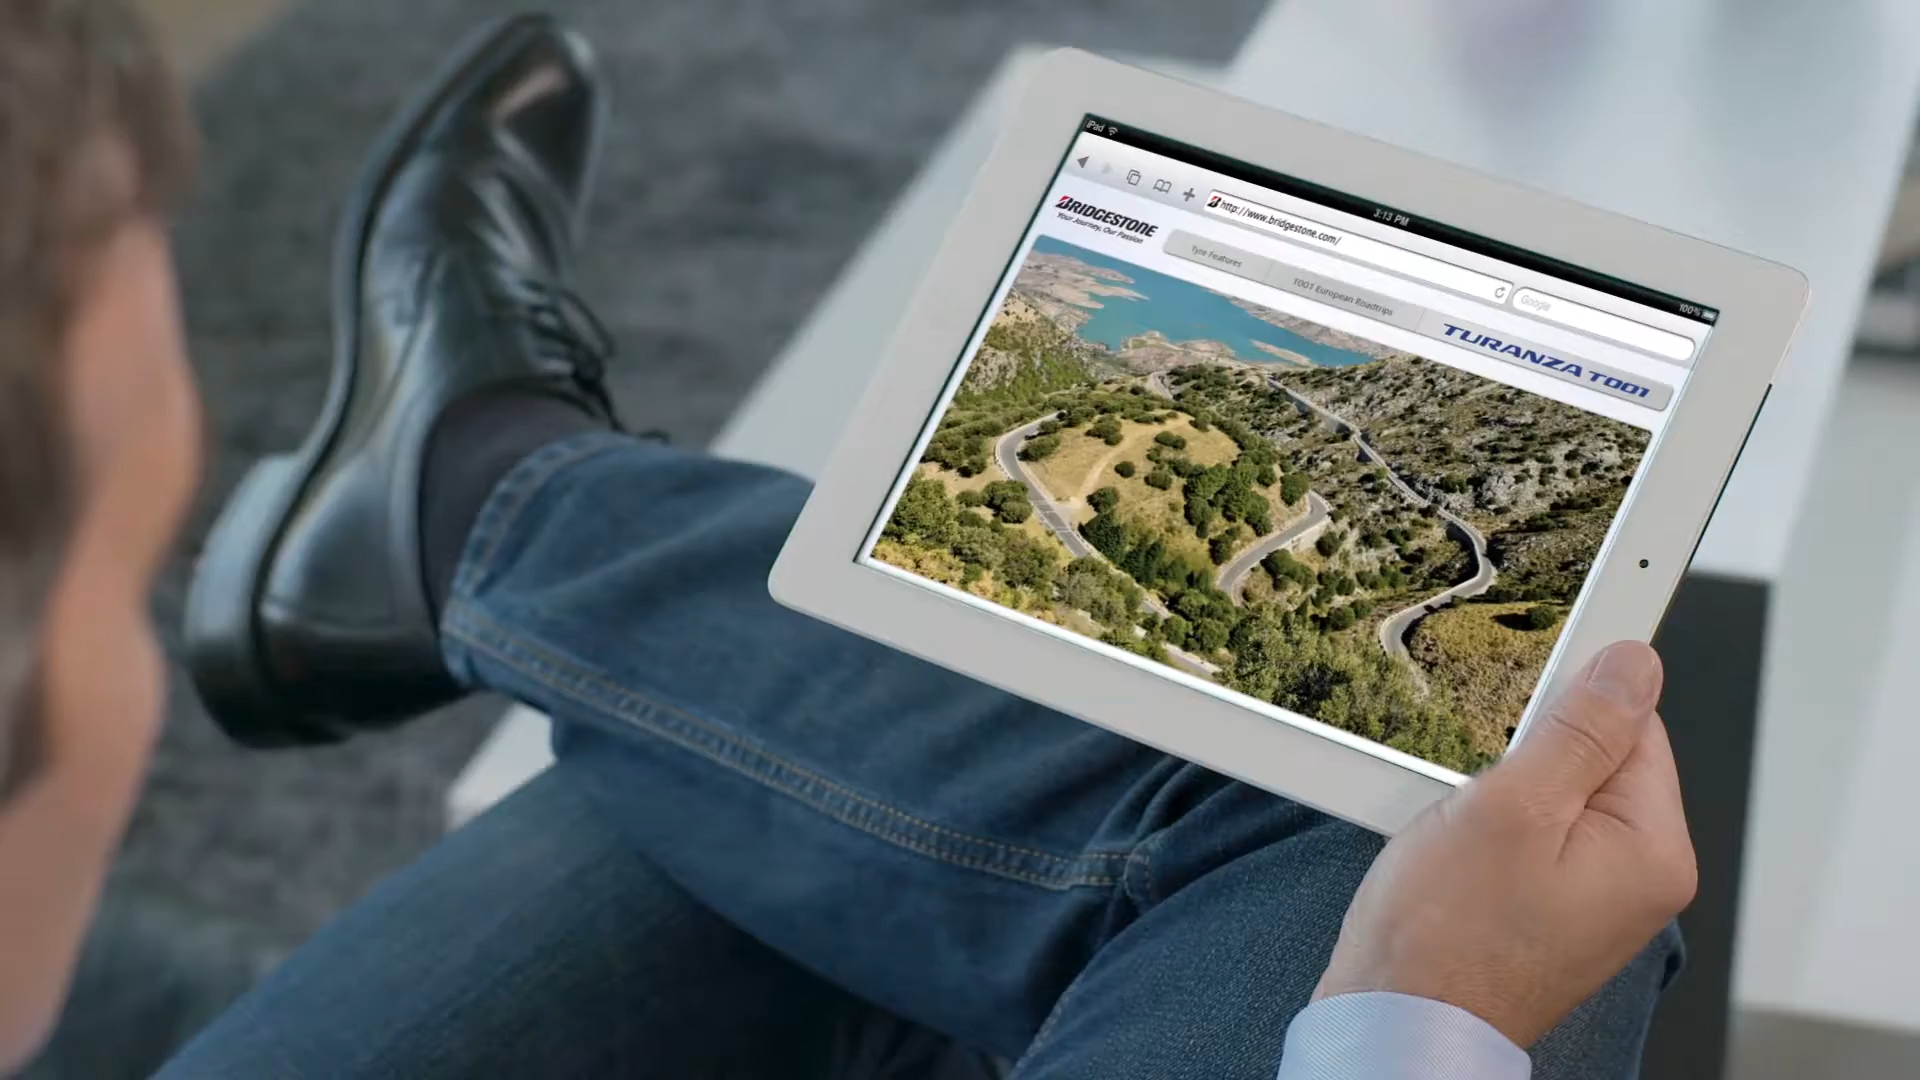 iPad
3:13 PM
100%
http://www.bridgestone.com/
Google
BRIDGESTONE
Your Journey, Our Passion
Tyre Features
T001 European Roadtrips
TURANZA T001